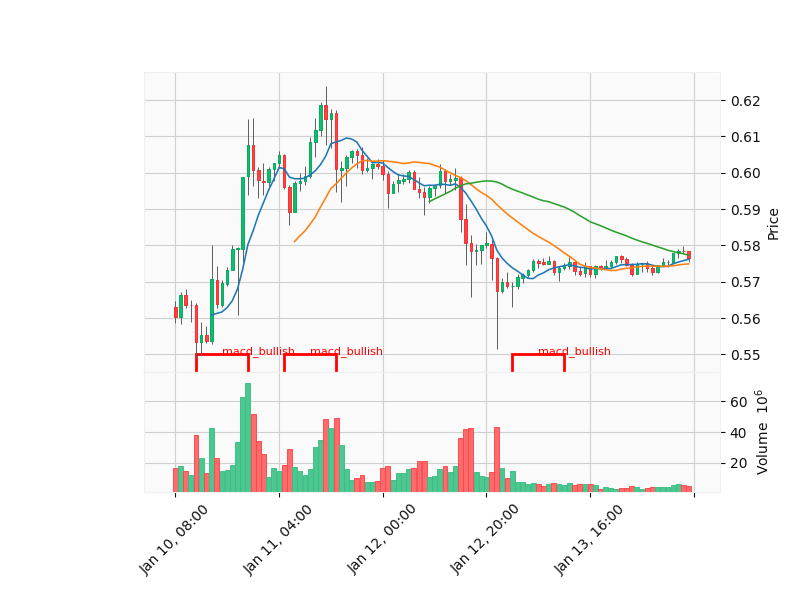 0.62
0.61
0.60
0.59
0.58
0.57
0.56
0.55
Price
macd_bullish macd_bullish macd_bullish
60
40
20
Volume 10^6
Jan 10, 08:00
Jan 11, 04:00
Jan 12, 00:00
Jan 12, 20:00
Jan 13, 16:00